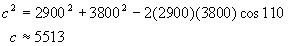 c² = 2900² + 3800² − 2(2900)(3800) cos 110
c ≈ 5513